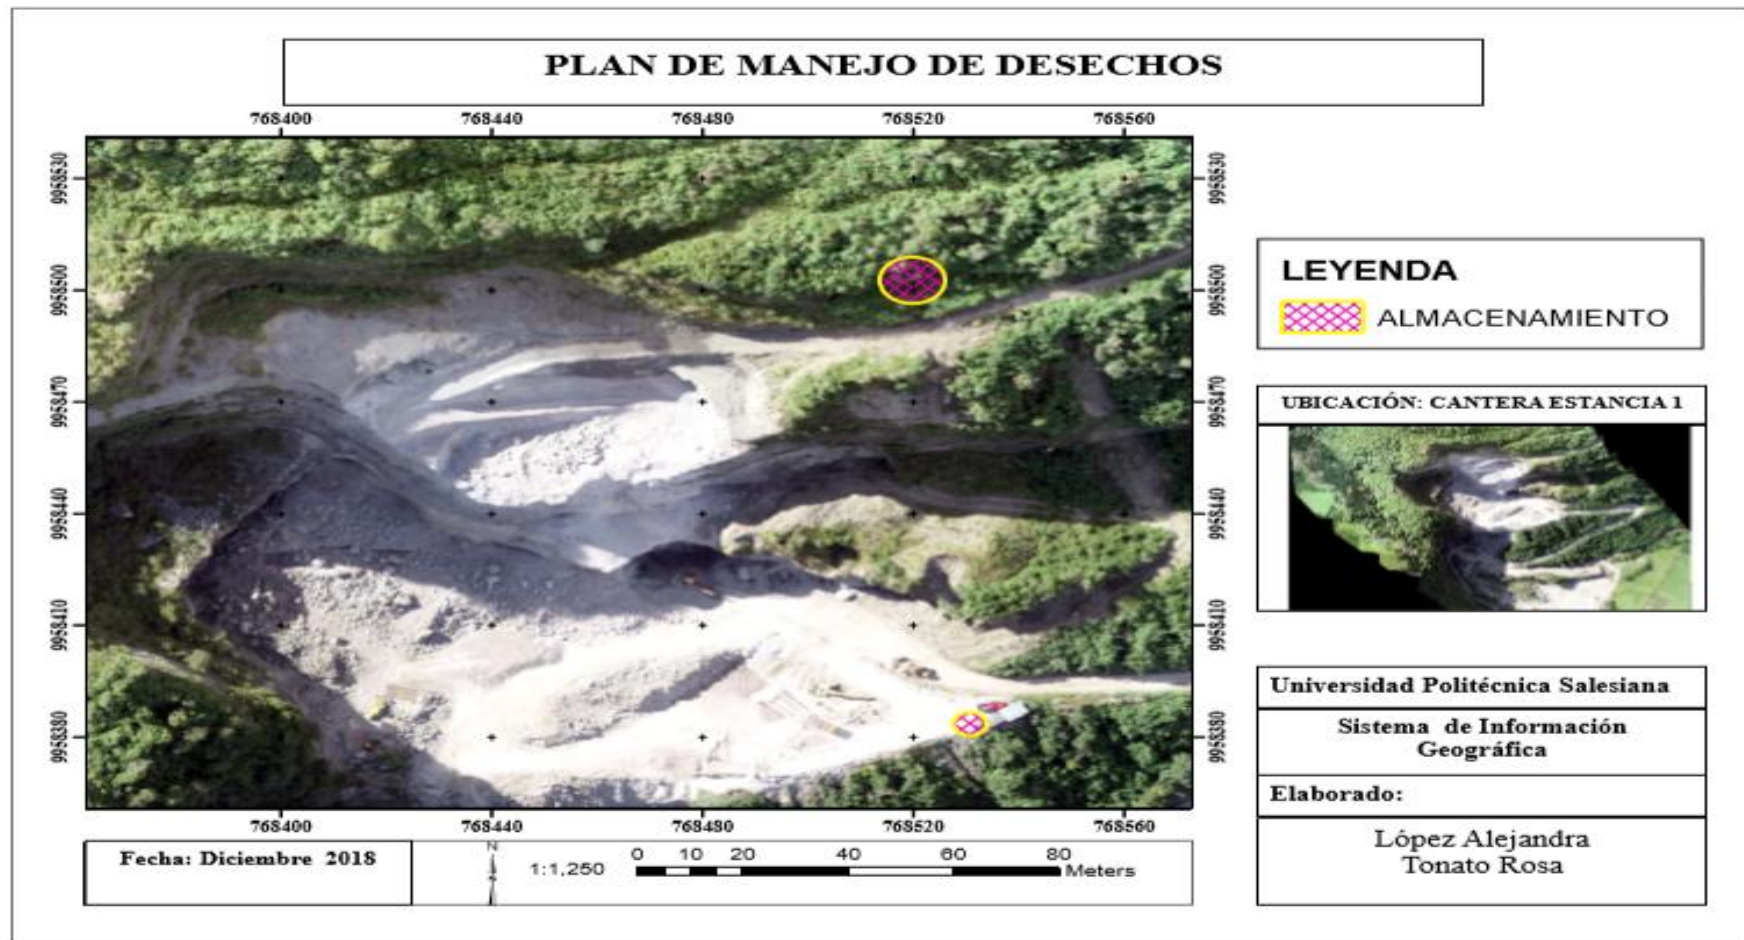 PLAN DE MANEJO DE DESECHOS
768400 768440 768480 768520 768560
9958530 9958530
9958500 9958500
9958470 9958470
9958440 9958440
9958410 9958410
9958380 9958380
768400 768440 768480 768520 768560
LEYENDA
ALMACENAMIENTO
UBICACIÓN: CANTERA ESTANCIA 1
Universidad Politécnica Salesiana
Sistema de Información
Geográfica
Elaborado:
López Alejandra
Tonato Rosa
Fecha: Diciembre 2018
N
S
1:1,250
0 10 20 40 60 80
Meters